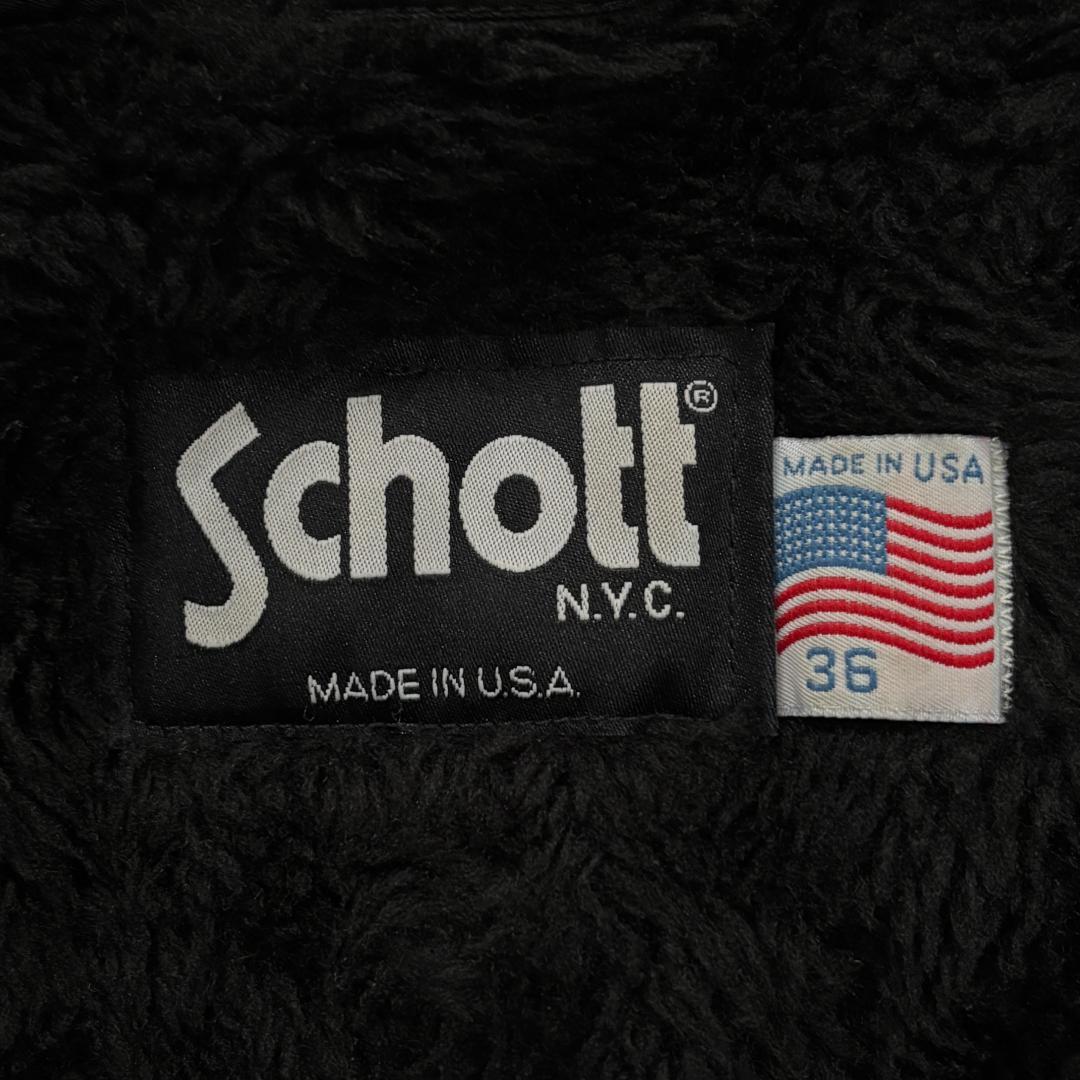 Schott®
N.Y.C.
MADE IN U.S.A.
MADE IN USA
36